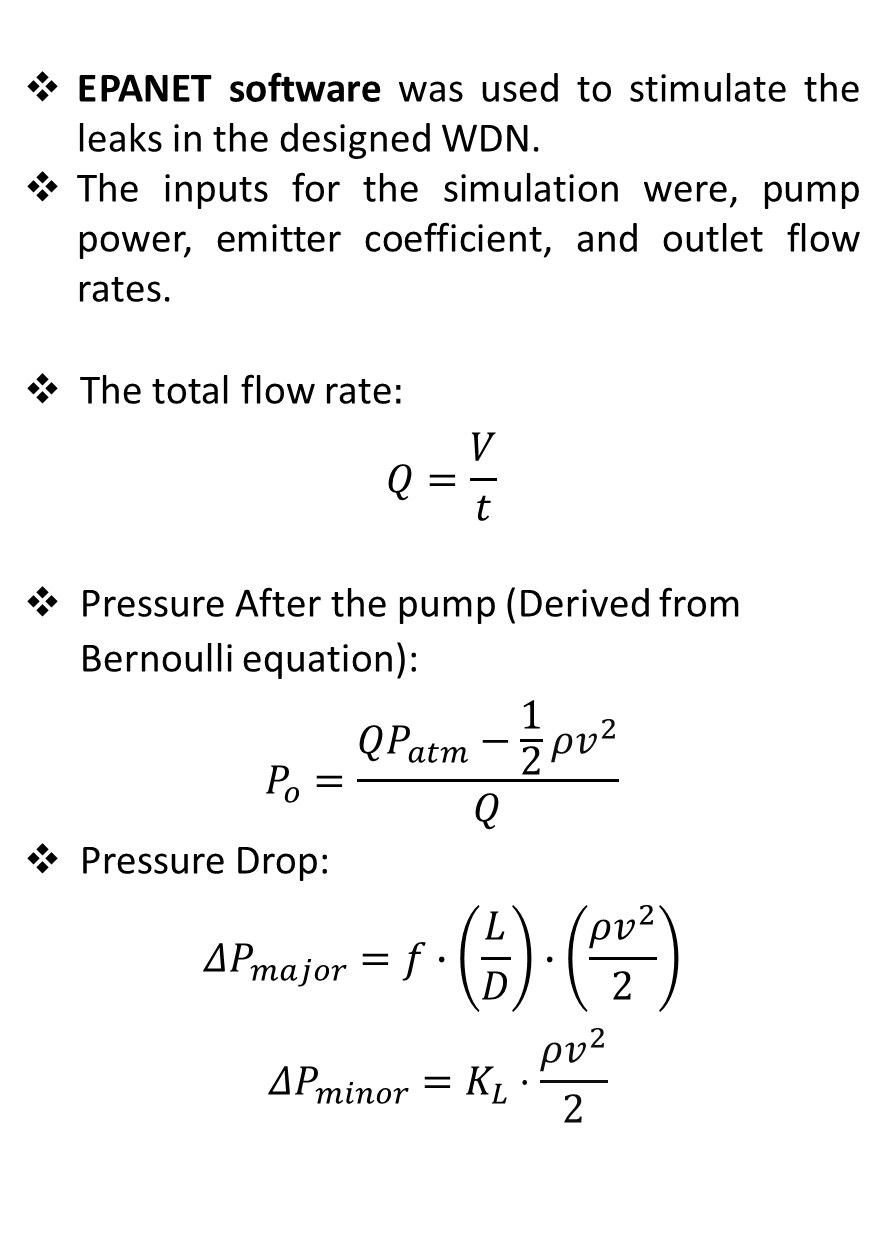 ❖ EPANET software was used to stimulate the
leaks in the designed WDN.
❖ The inputs for the simulation were, pump
power, emitter coefficient, and outlet flow
rates.
❖ The total flow rate:
Q = V/t
❖ Pressure After the pump (Derived from
Bernoulli equation):
P_o = (QP_atm − 1/2 ρv²)/Q
❖ Pressure Drop:
ΔP_major = f · (L/D) · (ρv²/2)
ΔP_minor = K_L · ρv²/2